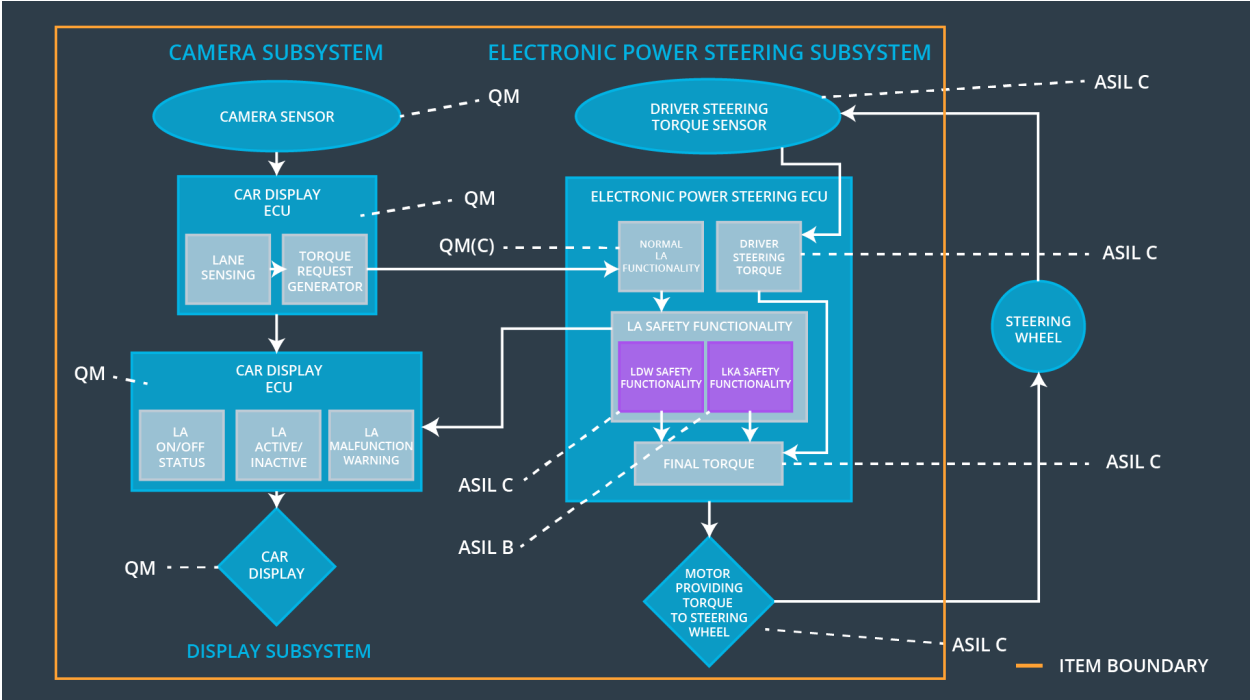 CAMERA SUBSYSTEM
ELECTRONIC POWER STEERING SUBSYSTEM
CAMERA SENSOR
QM
DRIVER STEERING
TORQUE SENSOR
ASIL C
CAR DISPLAY
ECU
QM
LANE
SENSING
TORQUE
REQUEST
GENERATOR
ELECTRONIC POWER STEERING ECU
QM(C)
NORMAL
LA
FUNCTIONALITY
DRIVER
STEERING
TORQUE
ASIL C
LA SAFETY FUNCTIONALITY
LDW SAFETY
FUNCTIONALITY
LKA SAFETY
FUNCTIONALITY
STEERING
WHEEL
CAR DISPLAY
ECU
QM
LA
ON/OFF
STATUS
LA
ACTIVE/
INACTIVE
LA
MALFUNCTION
WARNING
FINAL TORQUE
ASIL C
ASIL C
ASIL B
CAR
DISPLAY
QM
MOTOR
PROVIDING
TORQUE
TO STEERING
WHEEL
ASIL C
DISPLAY SUBSYSTEM
ITEM BOUNDARY